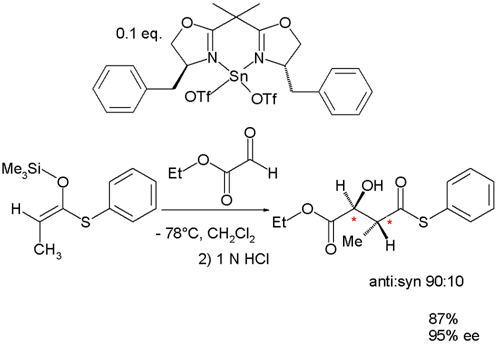 0.1 eq.
O O
N N
Sn
OTf OTf
Me₃Si O
H S
CH₃
O
Et O H
O
- 78°C, CH₂Cl₂
2) 1 N HCl
H OH O
Et O * * S
O Me H
anti:syn 90:10
87%
95% ee